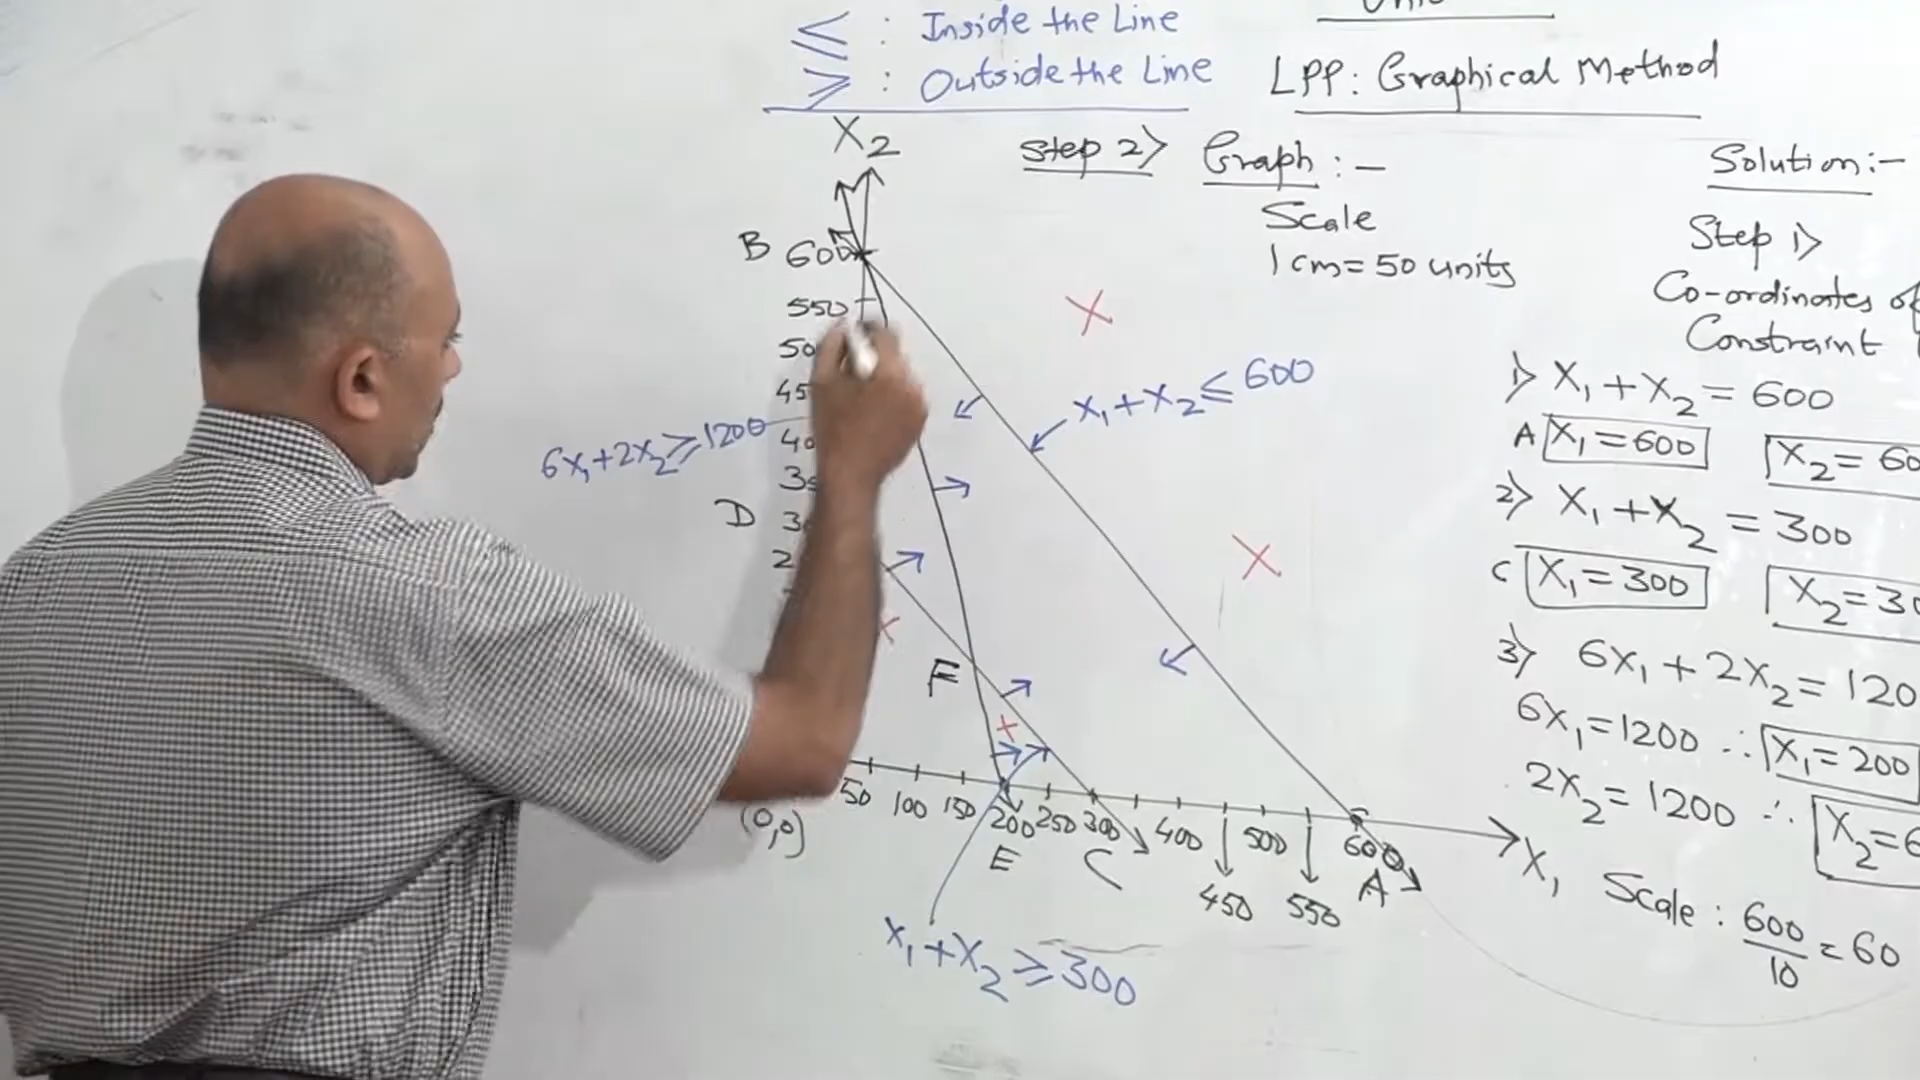 ≤ : Inside the Line
≥ : Outside the Line
LPP: Graphical Method
Step 2) Graph :-
Scale
1 cm = 50 units
Solution:-
Step 1)
Co-ordinates of
Constraint
1) X₁ + X₂ = 600
A X₁ = 600
2) X₁ + X₂ = 300
C X₁ = 300
3) 6X₁ + 2X₂ = 120
6X₁ = 1200 ∴ X₁ = 200
2X₂ = 1200 ∴ X₂ = 6
Scale : 600/10 = 60
X₂
B 600
550
D
X₁ + X₂ ≤ 600
6X₁ + 2X₂ ≥ 1200
F
(0,0)
50 100 150 200 250 300 400 500 600
X₁
E C A
450 550
X₁ + X₂ ≥ 300